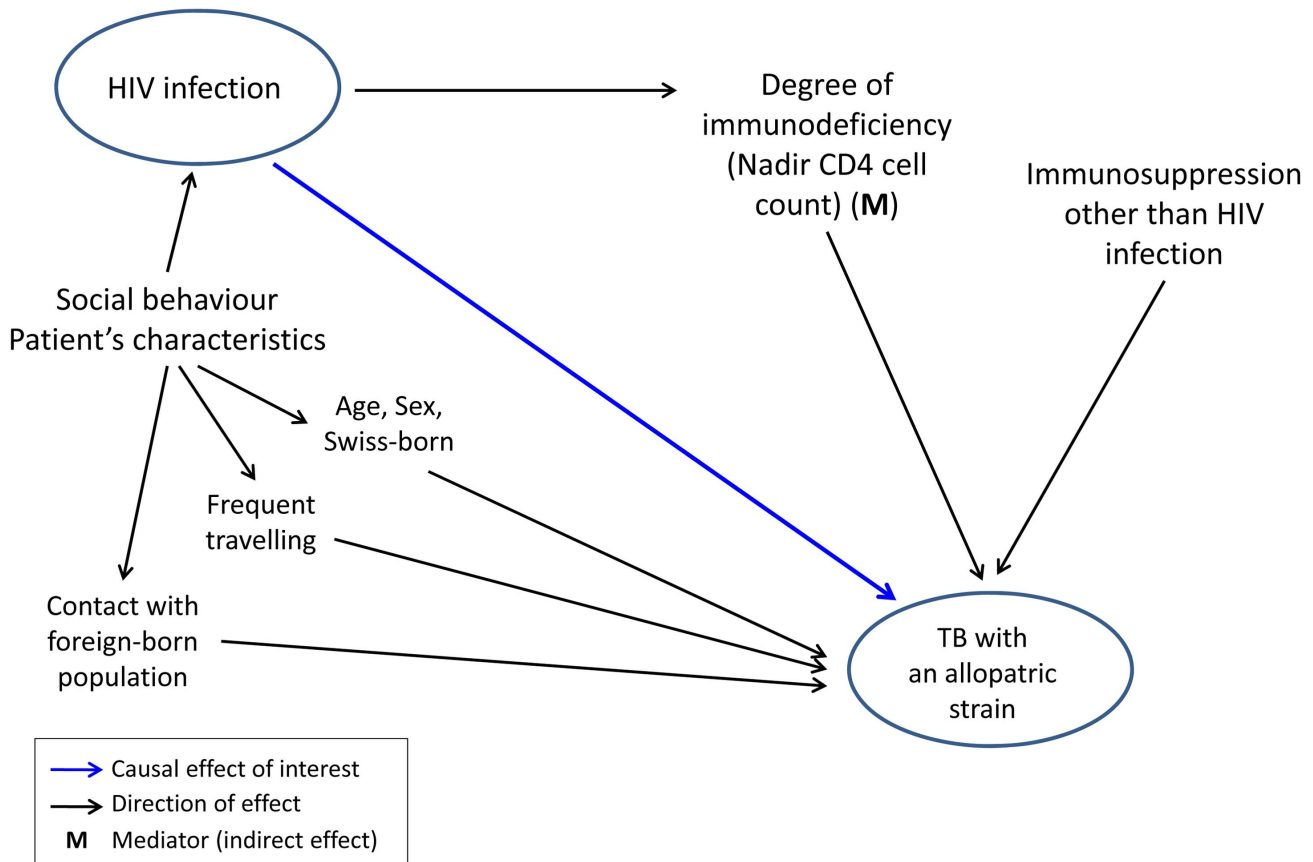 HIV infection
Degree of
immunodeficiency
(Nadir CD4 cell
count) (M)
Immunosuppression
other than HIV
infection
Social behaviour
Patient’s characteristics
Age, Sex,
Swiss-born
Frequent
travelling
Contact with
foreign-born
population
TB with
an allopatric
strain
Causal effect of interest
Direction of effect
M Mediator (indirect effect)